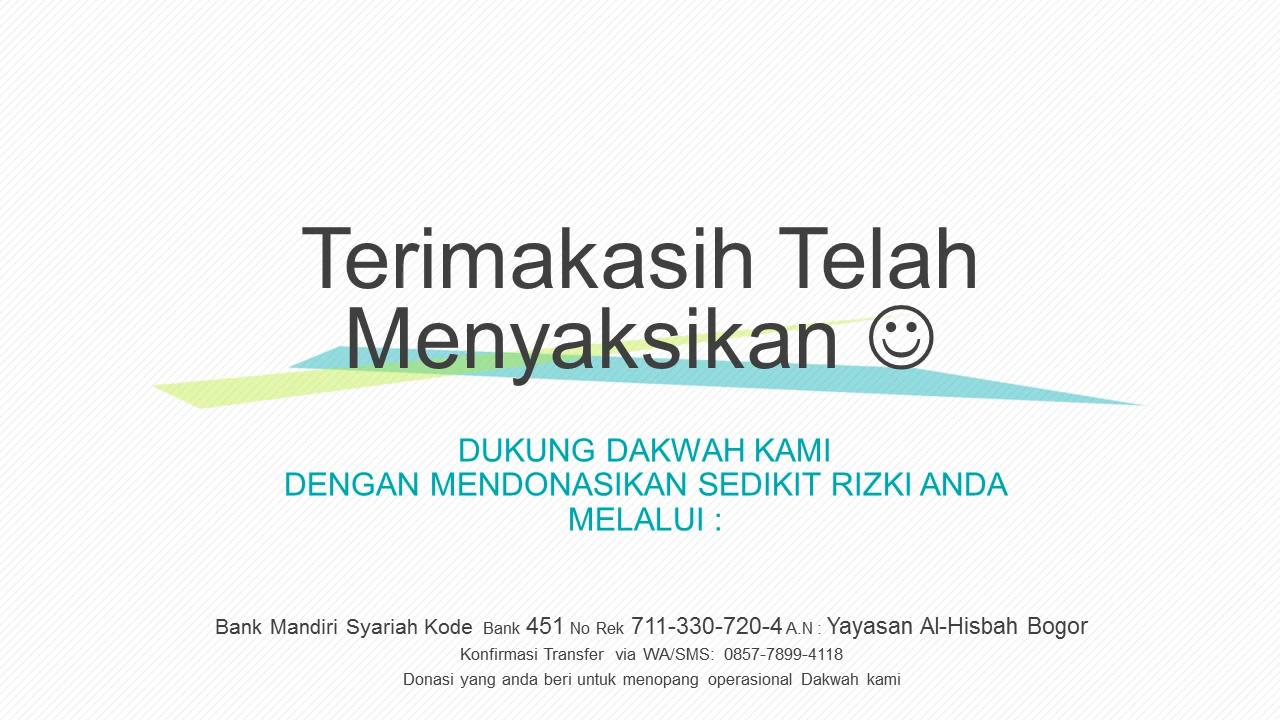 Terimakasih Telah
Menyaksikan ☺
DUKUNG DAKWAH KAMI
DENGAN MENDONASIKAN SEDIKIT RIZKI ANDA
MELALUI :
Bank Mandiri Syariah Kode Bank 451 No Rek 711-330-720-4 A.N : Yayasan Al-Hisbah Bogor
Konfirmasi Transfer via WA/SMS: 0857-7899-4118
Donasi yang anda beri untuk menopang operasional Dakwah kami